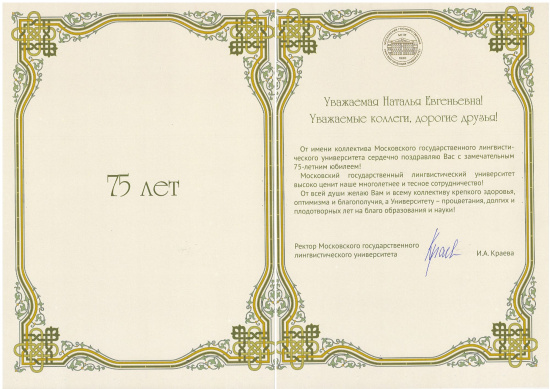 75 лет
Уважаемая Наталья Евгеньевна!
Уважаемые коллеги, дорогие друзья!
От имени коллектива Московского государственного лингвисти-
ческого университета сердечно поздравляю Вас с замечательным
75-летним юбилеем!
Московский государственный лингвистический университет
высоко ценит наше многолетнее и тесное сотрудничество!
От всей души желаю Вам и всему коллективу крепкого здоровья,
оптимизма и благополучия, а Университету – процветания, долгих и
плодотворных лет на благо образования и науки!
Ректор Московского государственного
лингвистического университета
И.А. Краева